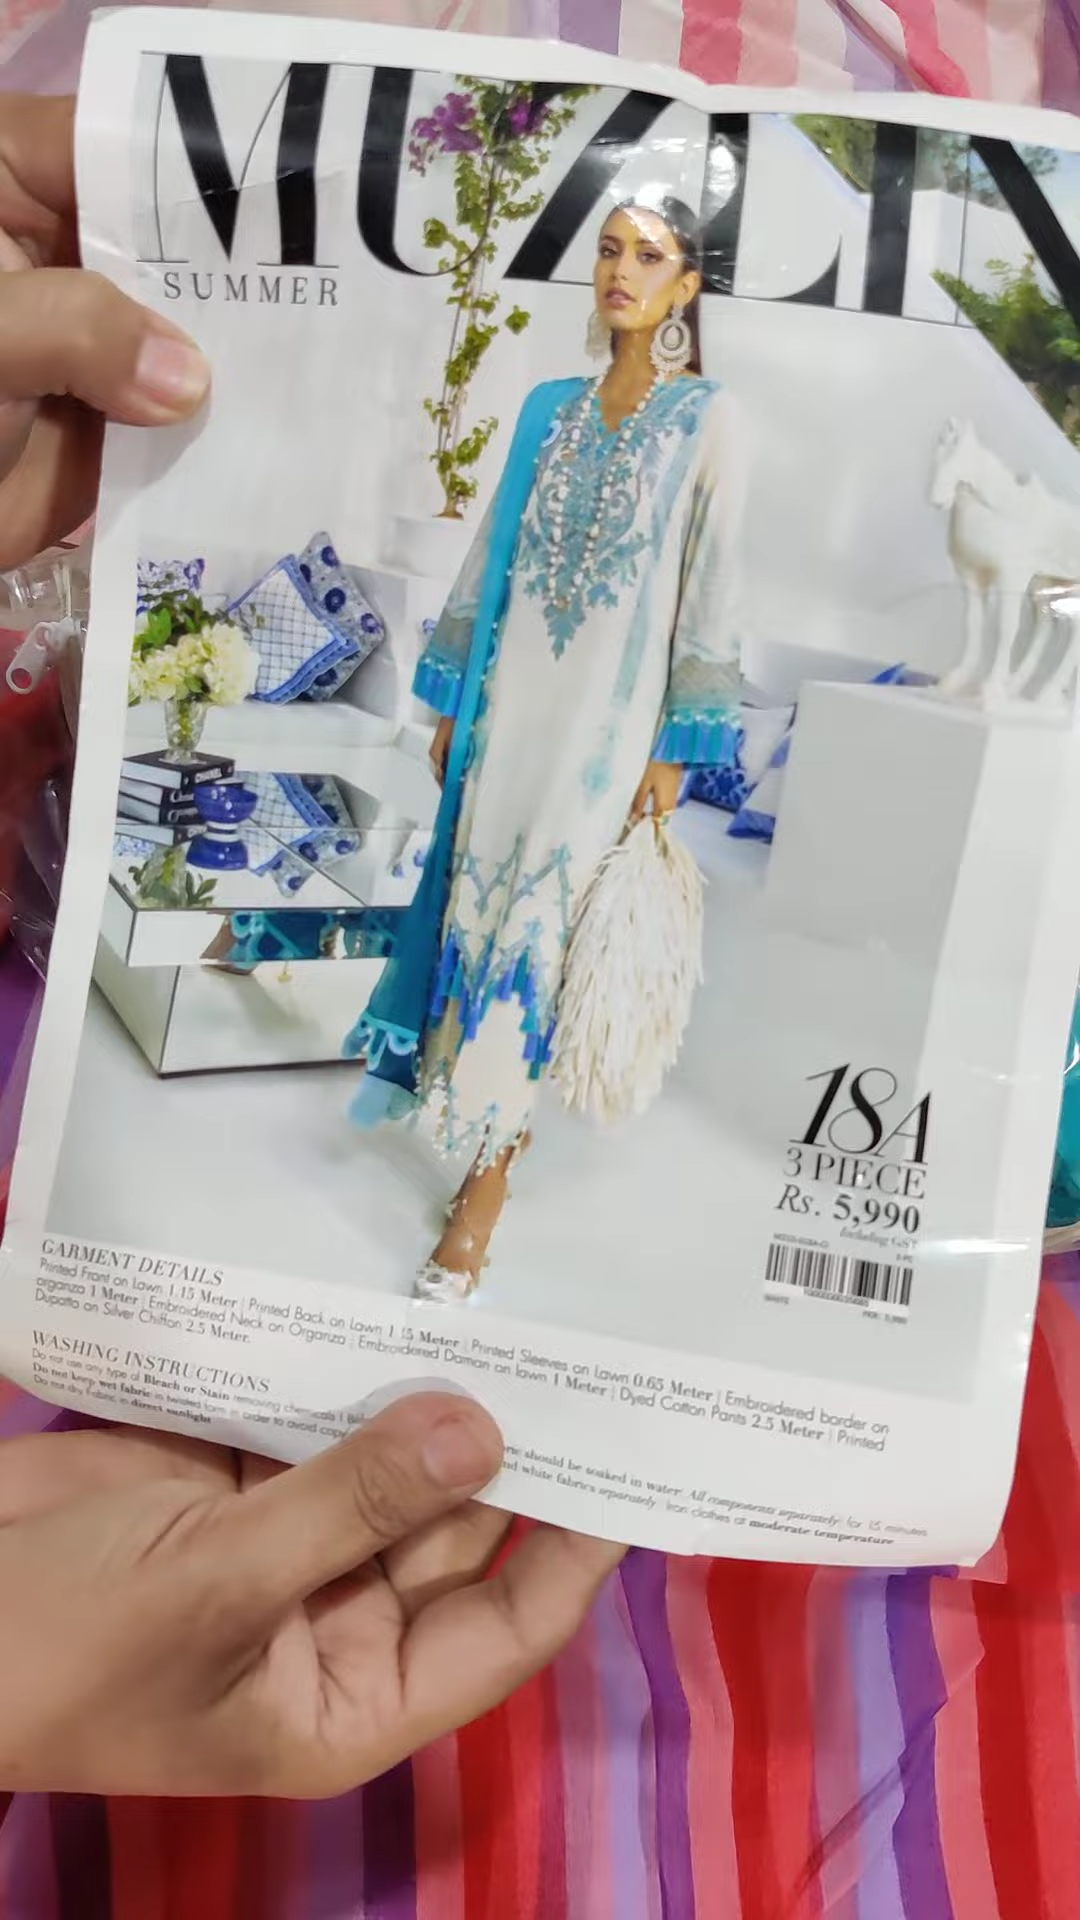 MUZLIN
SUMMER
CHANEL
18A
3 PIECE
Rs. 5,990
Including GST
WHITE
GARMENT DETAILS
Printed Front on Lawn 1.15 Meter | Printed Back on Lawn 1.15 Meter | Printed Sleeves on Lawn 0.65 Meter | Embroidered border on
organza 1 Meter | Embroidered Neck on Organza | Embroidered Daman on lawn 1 Meter | Dyed Cotton Pants 2.5 Meter | Printed
Dupatta on Silver Chiffon 2.5 Meter.
WASHING INSTRUCTIONS
Do not use any type of Bleach or Stain removing chemicals | should be soaked in water. All components separately for 15 minutes
Do not keep wet fabric in twisted form in order to avoid and white fabrics separately Iron clothes at moderate temperature
Do not dry fabric in direct sunlight